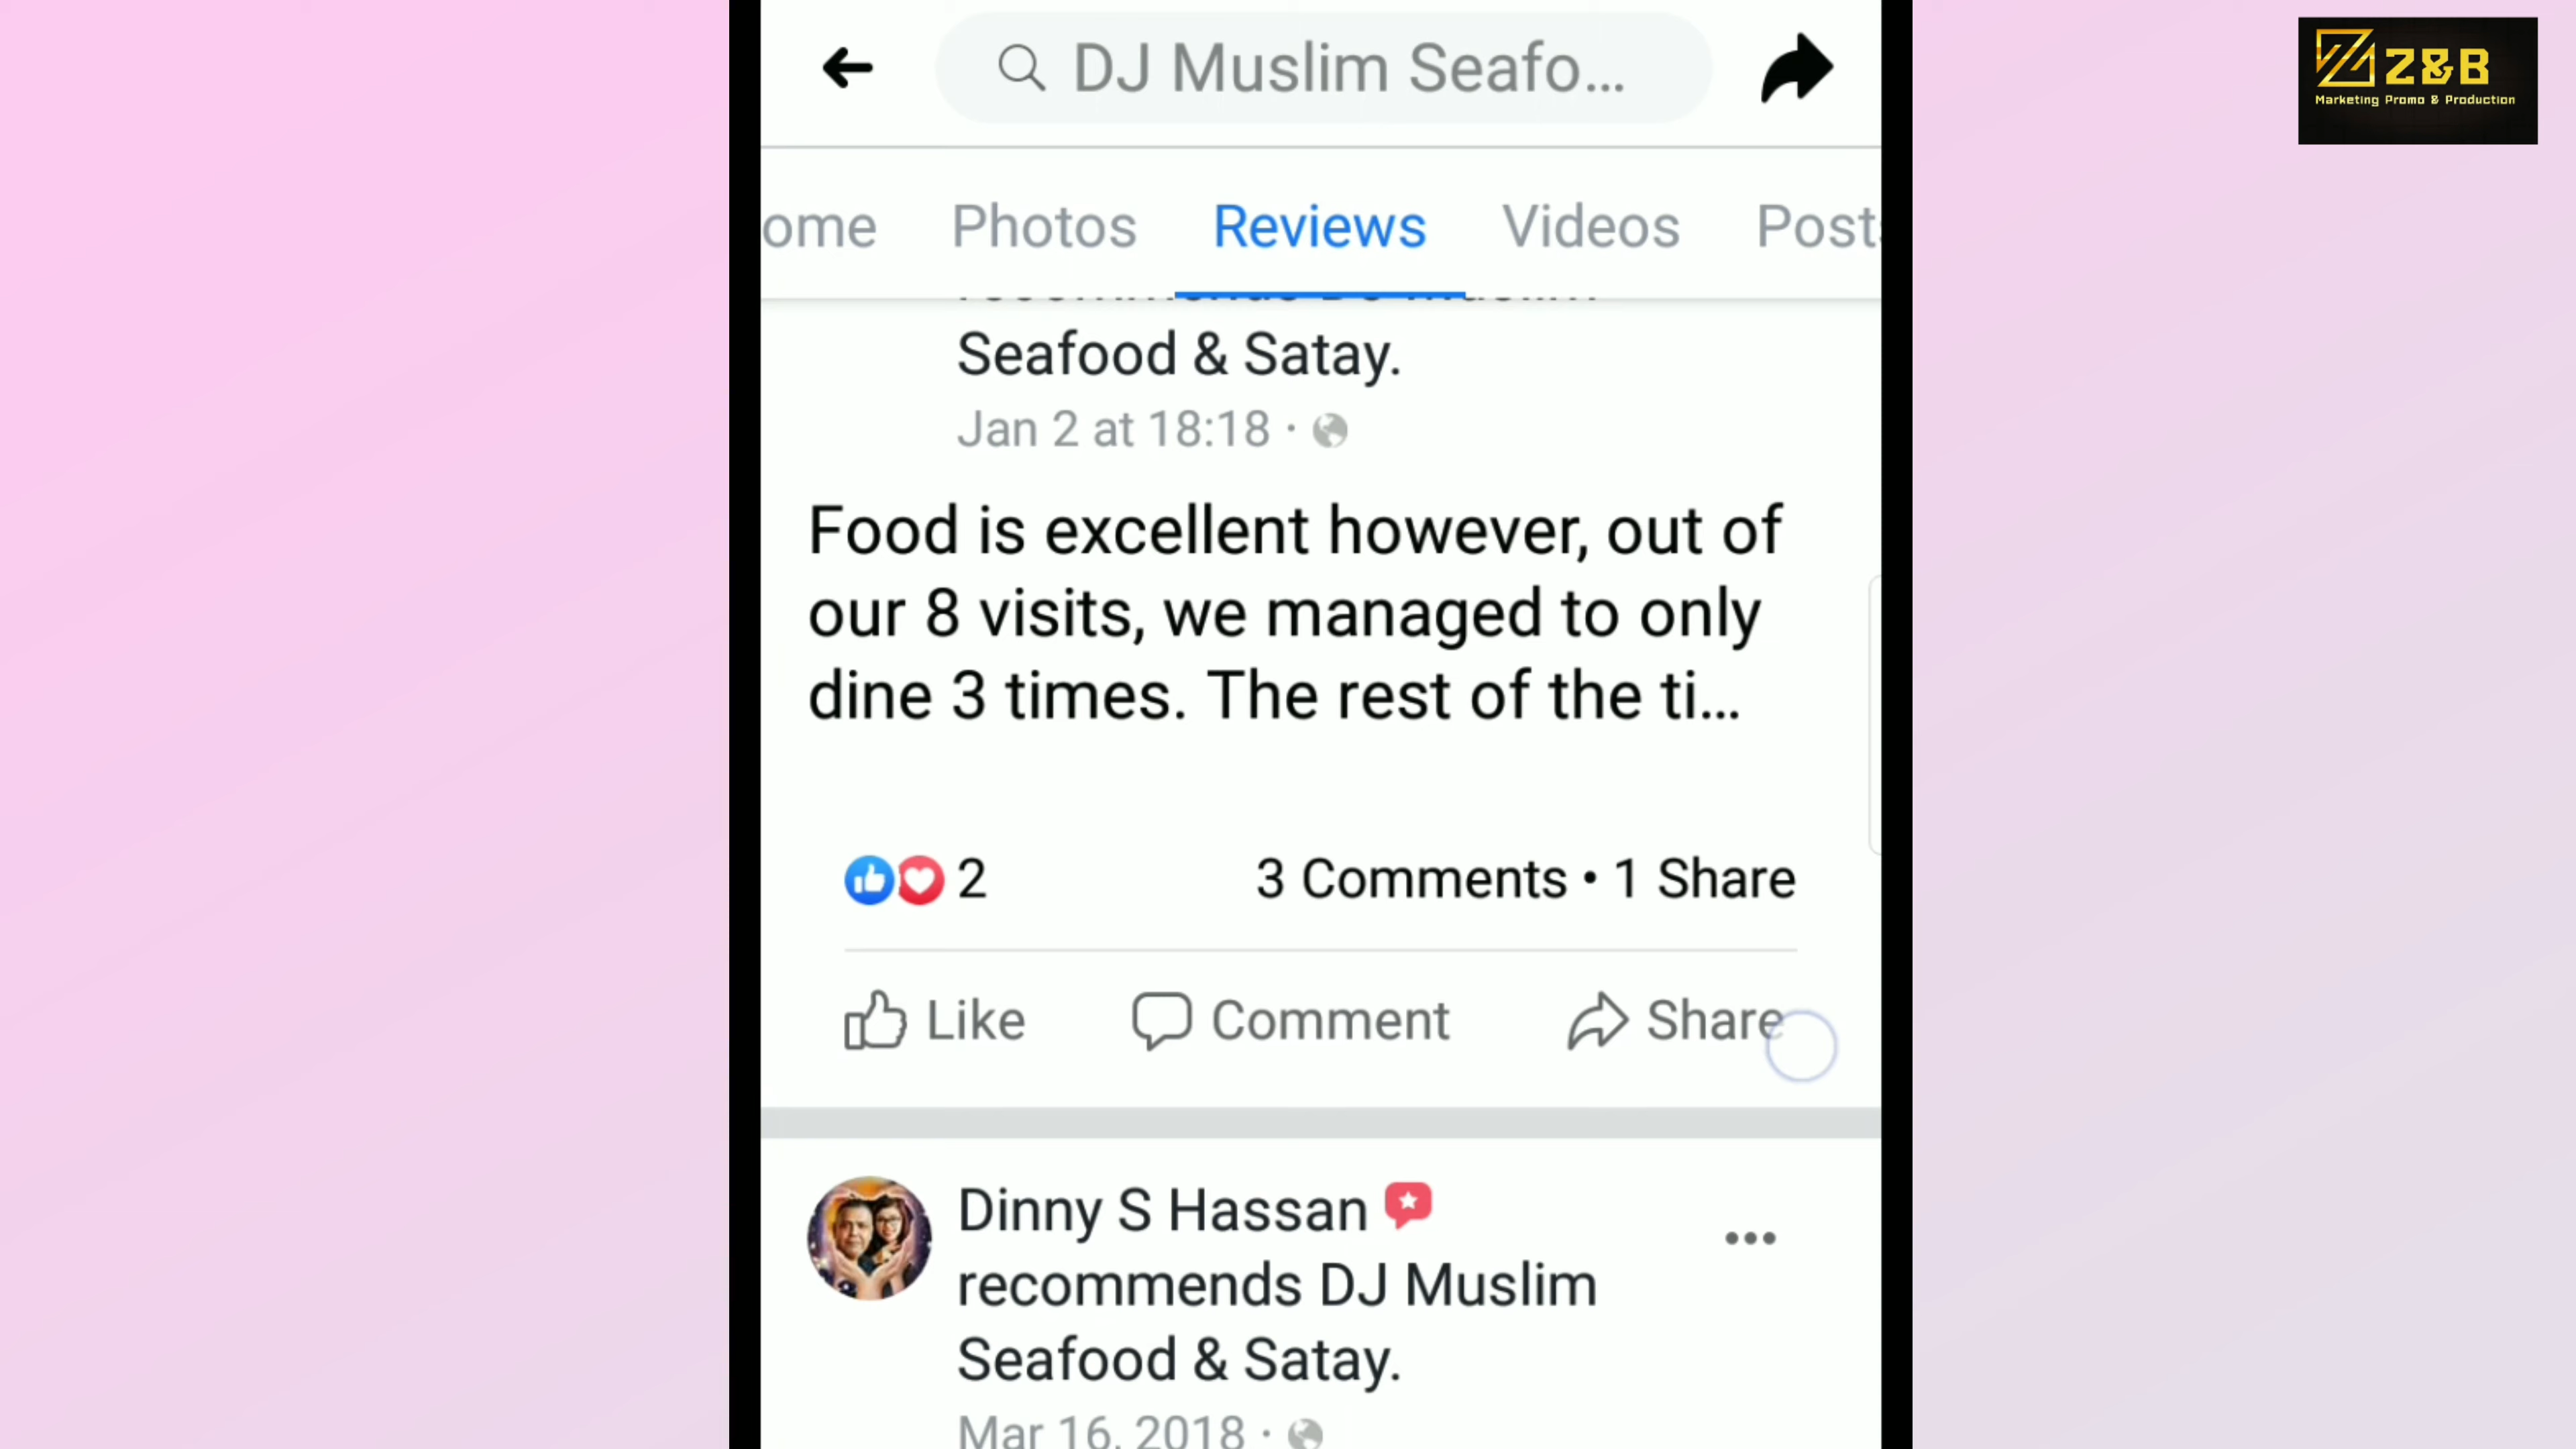 DJ Muslim Seafo...
Z&B
Marketing Promo & Production
ome Photos Reviews Videos Posts
Seafood & Satay.
Jan 2 at 18:18 ·
Food is excellent however, out of
our 8 visits, we managed to only
dine 3 times. The rest of the ti...
2 3 Comments • 1 Share
Like Comment Share
Dinny S Hassan
recommends DJ Muslim
Seafood & Satay.
Mar 16, 2018 ·